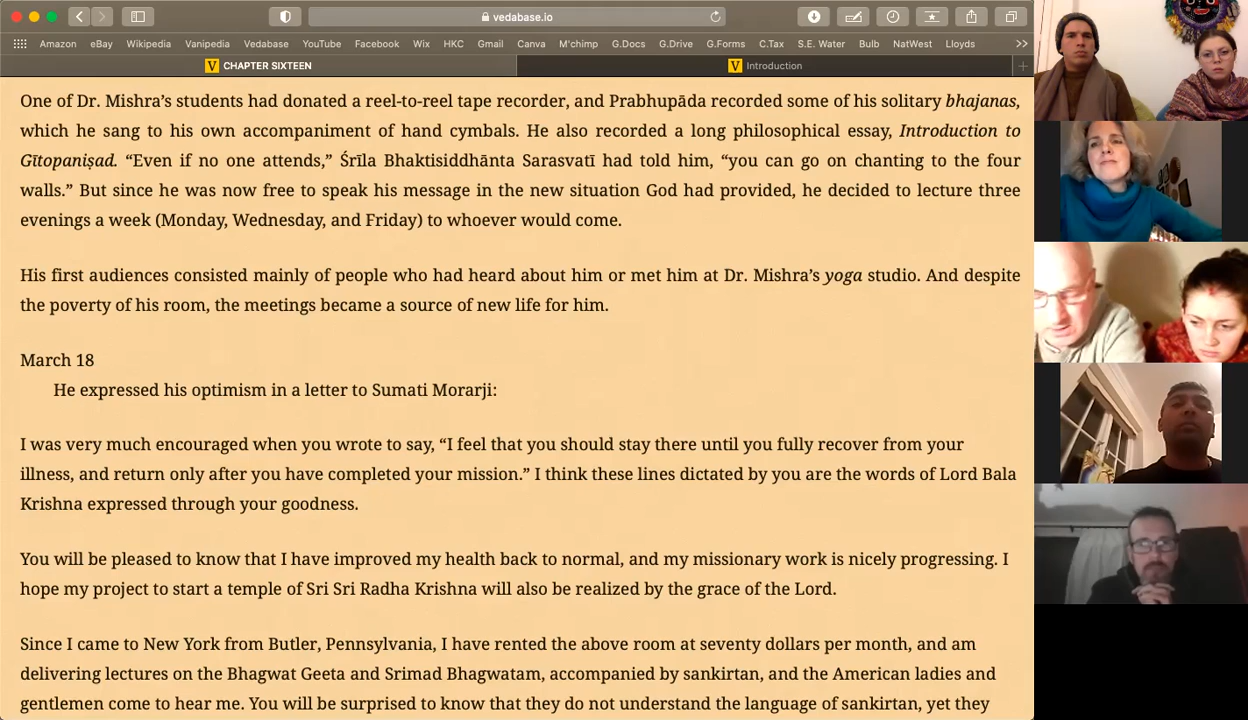 vedabase.io
Amazon eBay Wikipedia Vanipedia Vedabase YouTube Facebook Wix HKC Gmail Canva M'chimp G.Docs G.Drive G.Forms C.Tax S.E. Water Bulb NatWest Lloyds >>
V CHAPTER SIXTEEN V Introduction +
One of Dr. Mishra’s students had donated a reel-to-reel tape recorder, and Prabhupāda recorded some of his solitary bhajanas,
which he sang to his own accompaniment of hand cymbals. He also recorded a long philosophical essay, Introduction to
Gītopaniṣad. “Even if no one attends,” Śrīla Bhaktisiddhānta Sarasvatī had told him, “you can go on chanting to the four
walls.” But since he was now free to speak his message in the new situation God had provided, he decided to lecture three
evenings a week (Monday, Wednesday, and Friday) to whoever would come.
His first audiences consisted mainly of people who had heard about him or met him at Dr. Mishra’s yoga studio. And despite
the poverty of his room, the meetings became a source of new life for him.
March 18
He expressed his optimism in a letter to Sumati Morarji:
I was very much encouraged when you wrote to say, “I feel that you should stay there until you fully recover from your
illness, and return only after you have completed your mission.” I think these lines dictated by you are the words of Lord Bala
Krishna expressed through your goodness.
You will be pleased to know that I have improved my health back to normal, and my missionary work is nicely progressing. I
hope my project to start a temple of Sri Sri Radha Krishna will also be realized by the grace of the Lord.
Since I came to New York from Butler, Pennsylvania, I have rented the above room at seventy dollars per month, and am
delivering lectures on the Bhagwat Geeta and Srimad Bhagwatam, accompanied by sankirtan, and the American ladies and
gentlemen come to hear me. You will be surprised to know that they do not understand the language of sankirtan, yet they